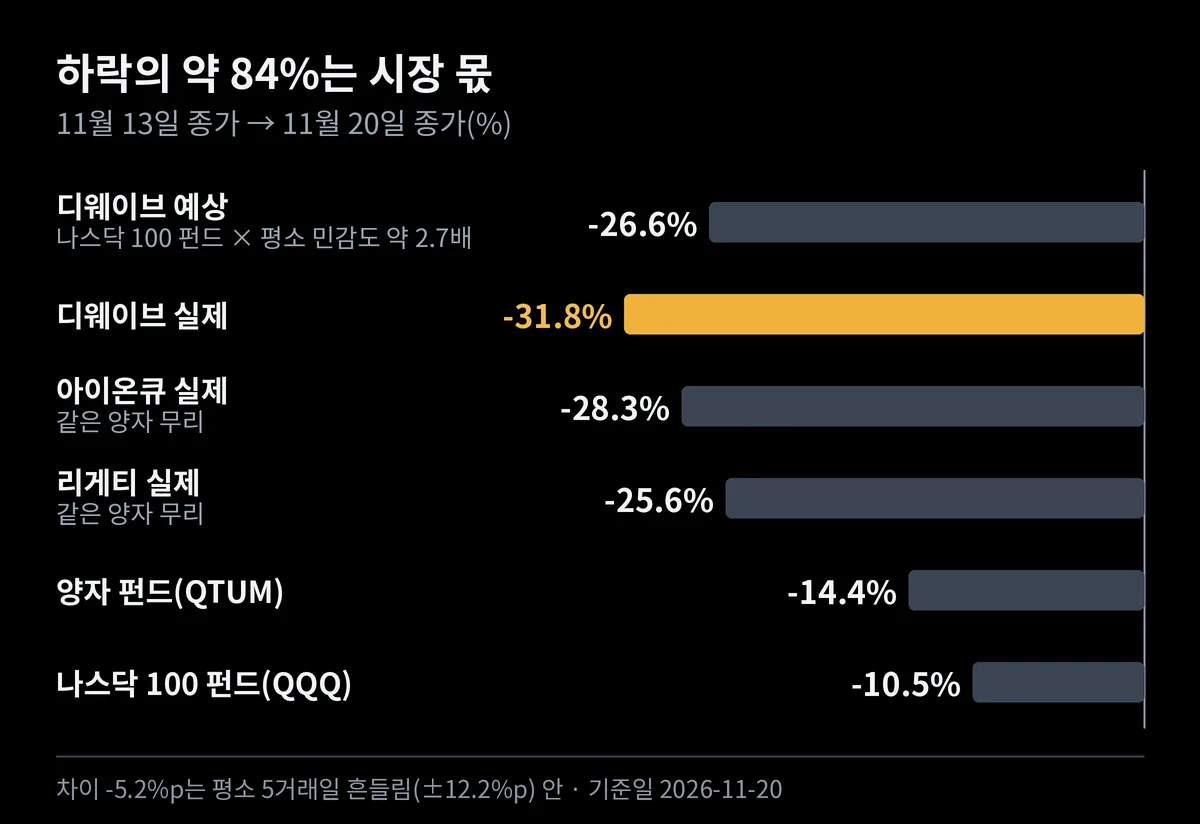 하락의 약 84%는 시장 몫
11월 13일 종가 → 11월 20일 종가(%)
디웨이브 예상
나스닥 100 펀드 × 평소 민감도 약 2.7배
-26.6%
디웨이브 실제
-31.8%
아이온큐 실제
같은 양자 무리
-28.3%
리게티 실제
같은 양자 무리
-25.6%
양자 펀드(QTUM)
-14.4%
나스닥 100 펀드(QQQ)
-10.5%
차이 -5.2%p는 평소 5거래일 흔들림(±12.2%p) 안 · 기준일 2026-11-20